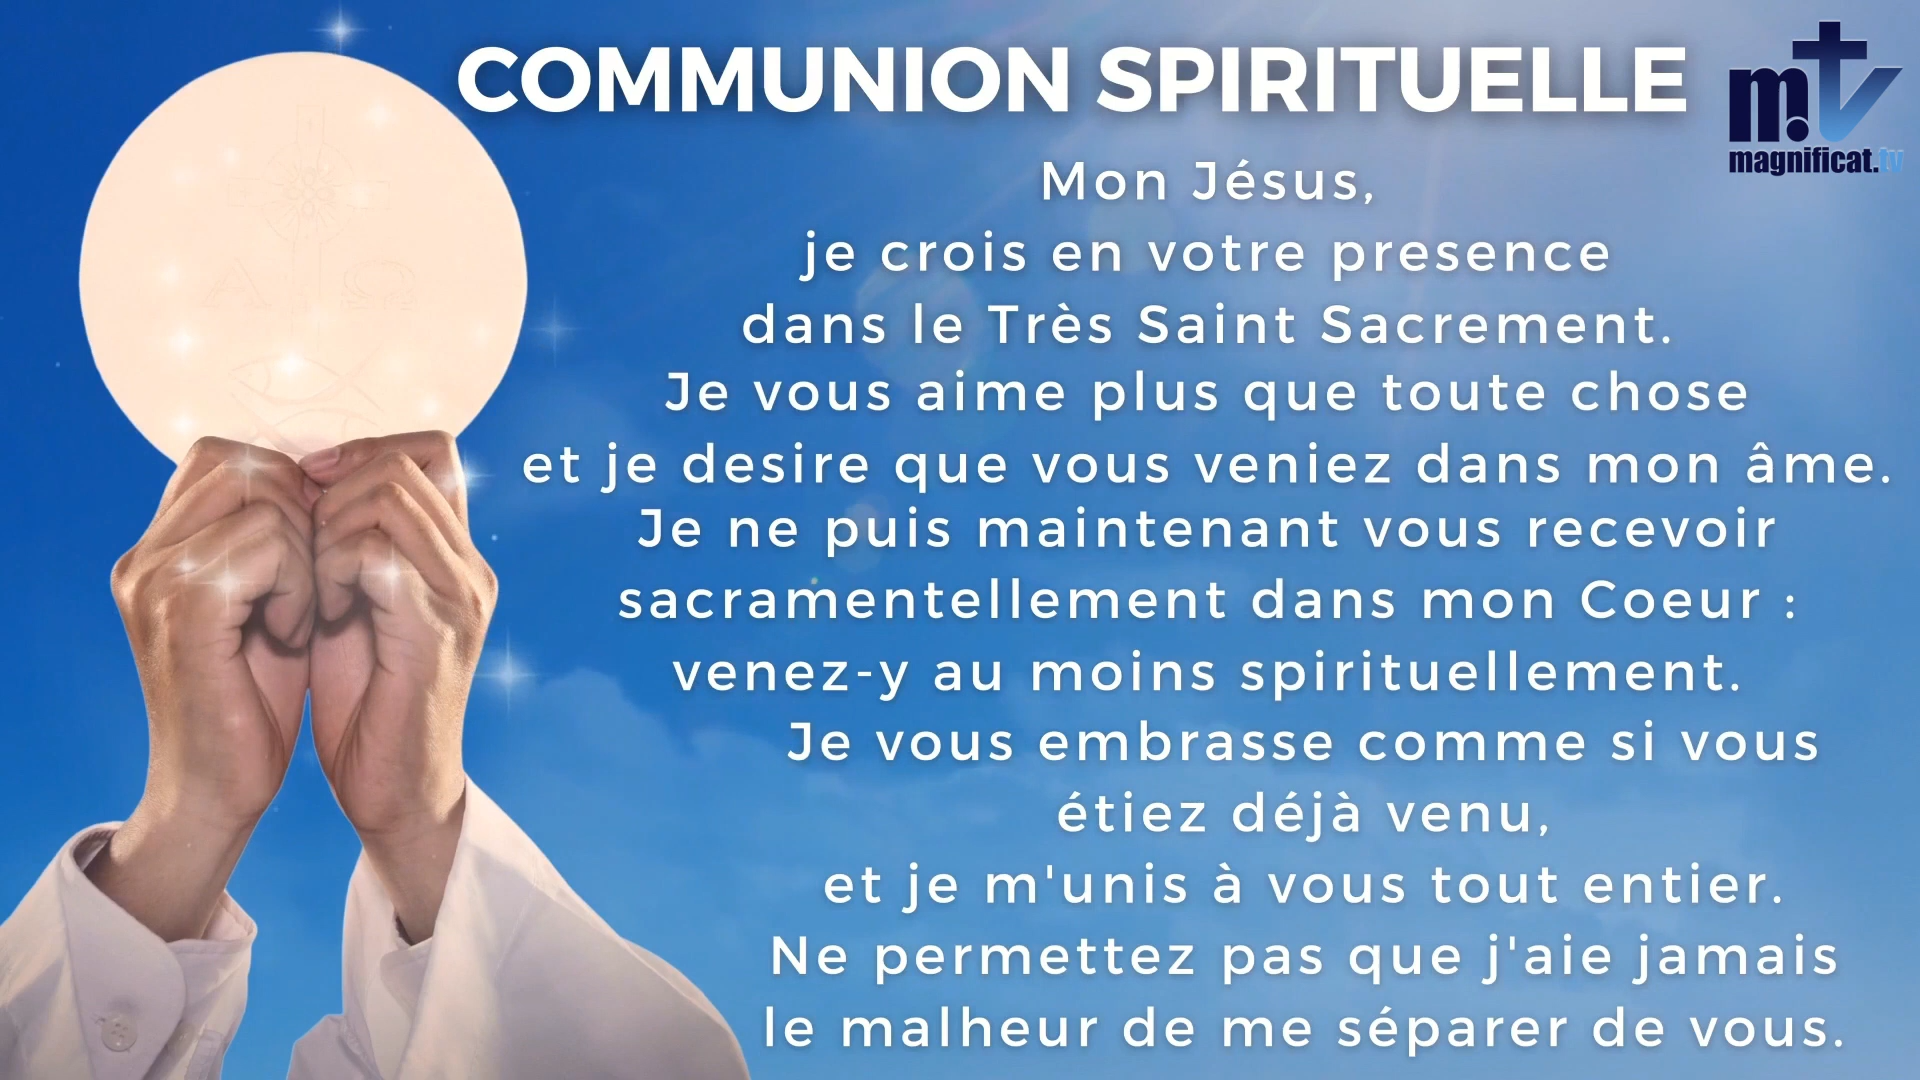 COMMUNION SPIRITUELLE
mtv
magnificat.tv
Mon Jésus,
je crois en votre presence
dans le Très Saint Sacrement.
Je vous aime plus que toute chose
et je desire que vous veniez dans mon âme.
Je ne puis maintenant vous recevoir
sacramentellement dans mon Coeur :
venez-y au moins spirituellement.
Je vous embrasse comme si vous
étiez déjà venu,
et je m'unis à vous tout entier.
Ne permettez pas que j'aie jamais
le malheur de me séparer de vous.